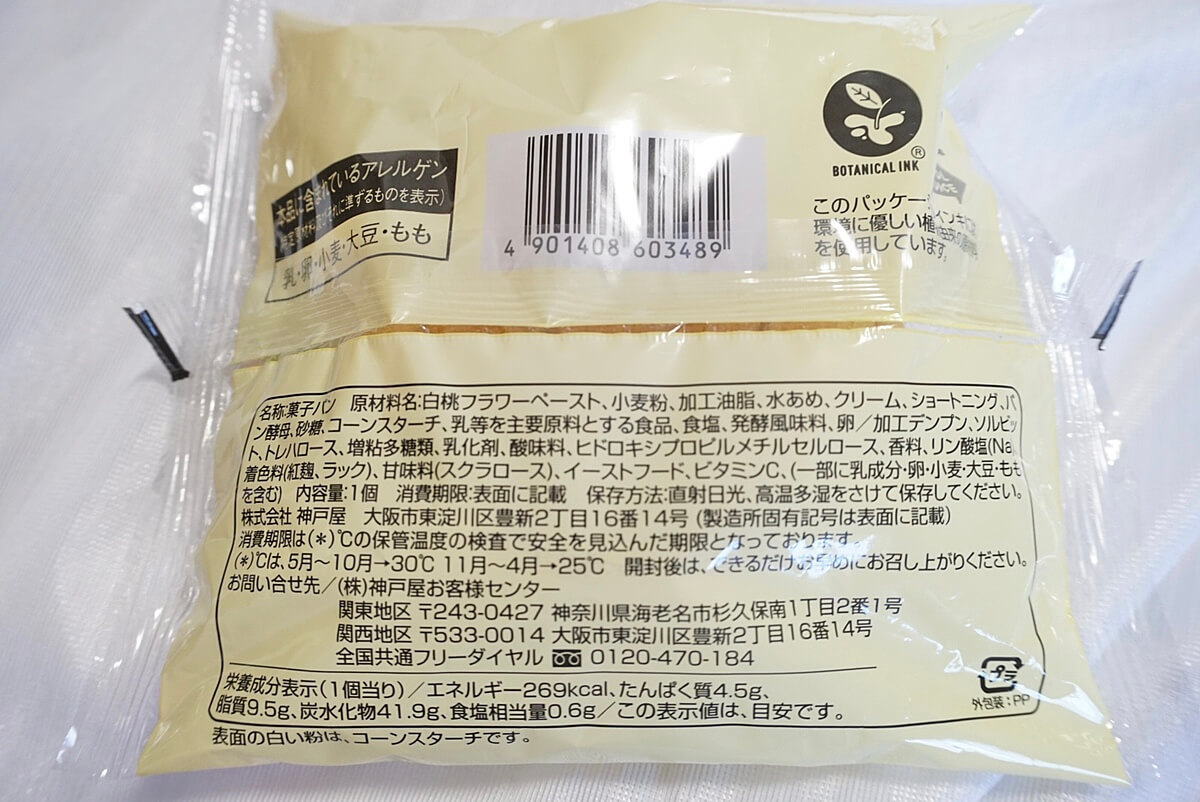 本品に含まれているアレルゲン
に準ずるものを表示)
乳・卵・小麦・大豆・もも
4 901408 603489
BOTANICAL INK
®
このパッケー
環境に優しい植
を使用しています。
名称:菓子パン 原材料名:白桃フラワーペースト、小麦粉、加工油脂、水あめ、クリーム、ショートニング、パ
ン酵母、砂糖、コーンスターチ、乳等を主要原料とする食品、食塩、発酵風味料、卵/加工デンプン、ソルビッ
ト、トレハロース、増粘多糖類、乳化剤、酸味料、ヒドロキシプロピルメチルセルロース、香料、リン酸塩(Na)、
着色料(紅麹、ラック)、甘味料(スクラロース)、イーストフード、ビタミンC、(一部に乳成分・卵・小麦・大豆・もも
を含む) 内容量:1個 消費期限:表面に記載 保存方法:直射日光、高温多湿をさけて保存してください。
株式会社 神戸屋 大阪市東淀川区豊新2丁目16番14号 (製造所固有記号は表面に記載)
消費期限は(*)℃の保管温度の検査で安全を見込んだ期限となっております。
(*)℃は、5月〜10月→30℃ 11月〜4月→25℃ 開封後は、できるだけお早めにお召し上がりください。
お問い合せ先/(株)神戸屋お客様センター
関東地区 〒243-0427 神奈川県海老名市杉久保南1丁目2番1号
関西地区 〒533-0014 大阪市東淀川区豊新2丁目16番14号
全国共通フリーダイヤル 0120-470-184
栄養成分表示(1個当り)/エネルギー269kcal、たんぱく質4.5g、
脂質9.5g、炭水化物41.9g、食塩相当量0.6g/この表示値は、目安です。
プラ
外包装:PP
表面の白い粉は、コーンスターチです。